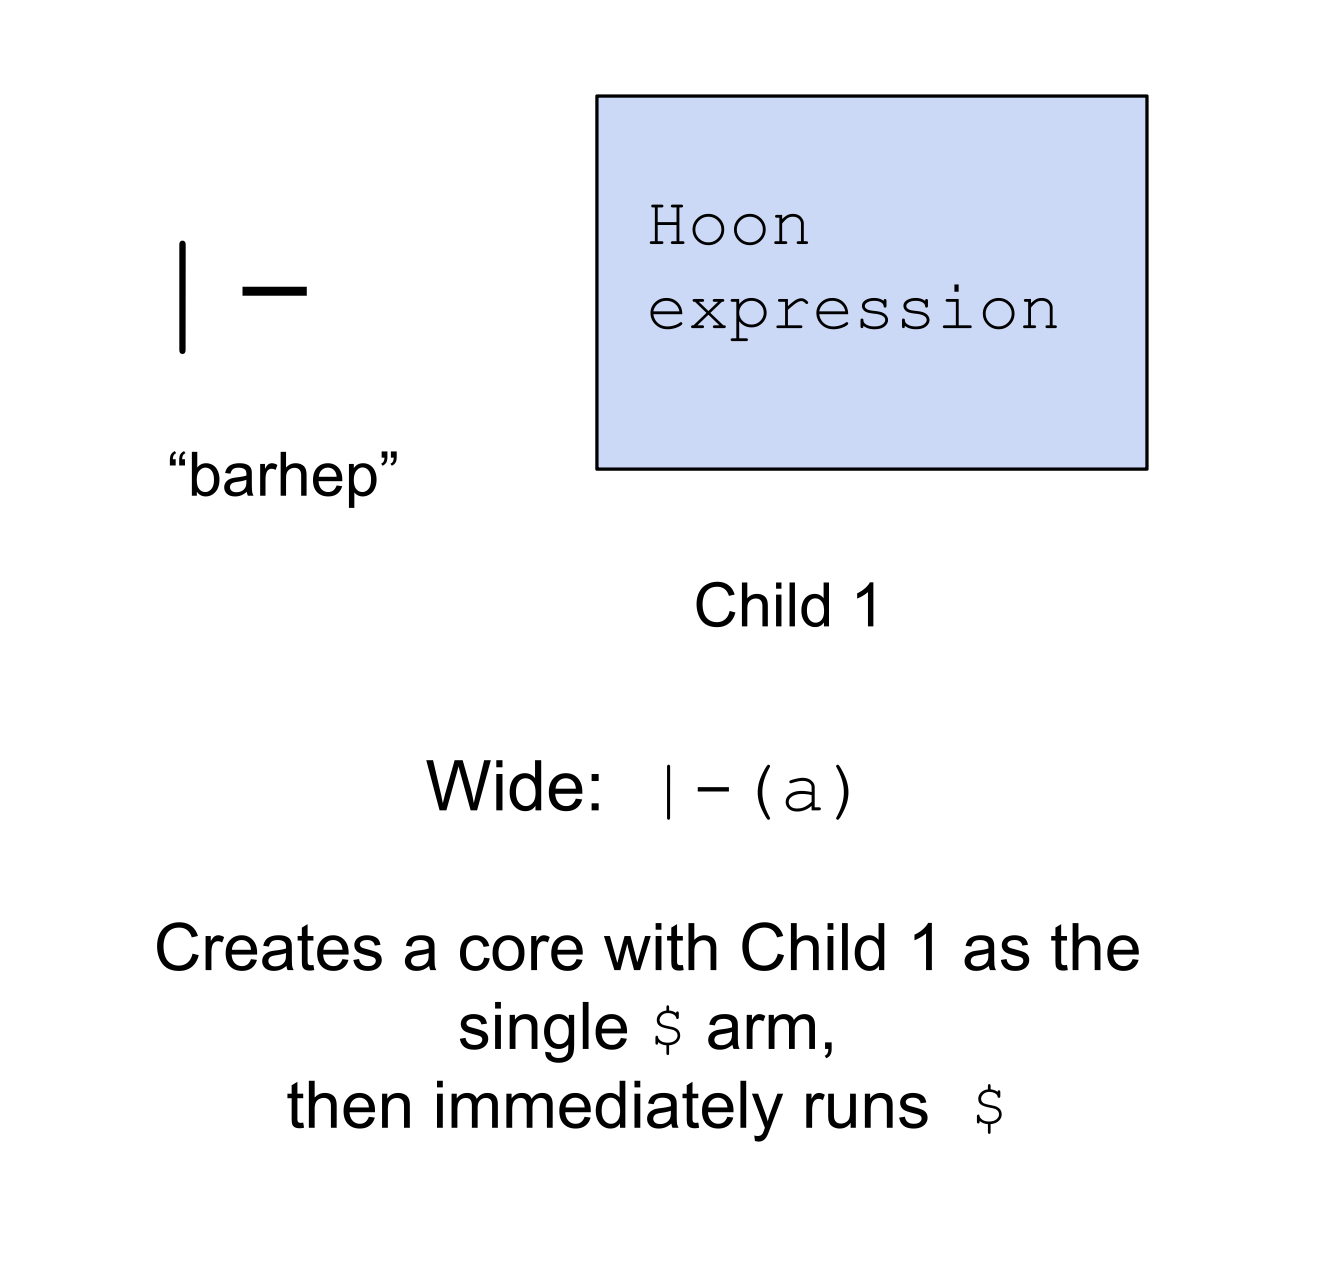 |-
Hoon
expression
“barhep”
Child 1
Wide: |-(a)
Creates a core with Child 1 as the
single $ arm,
then immediately runs $